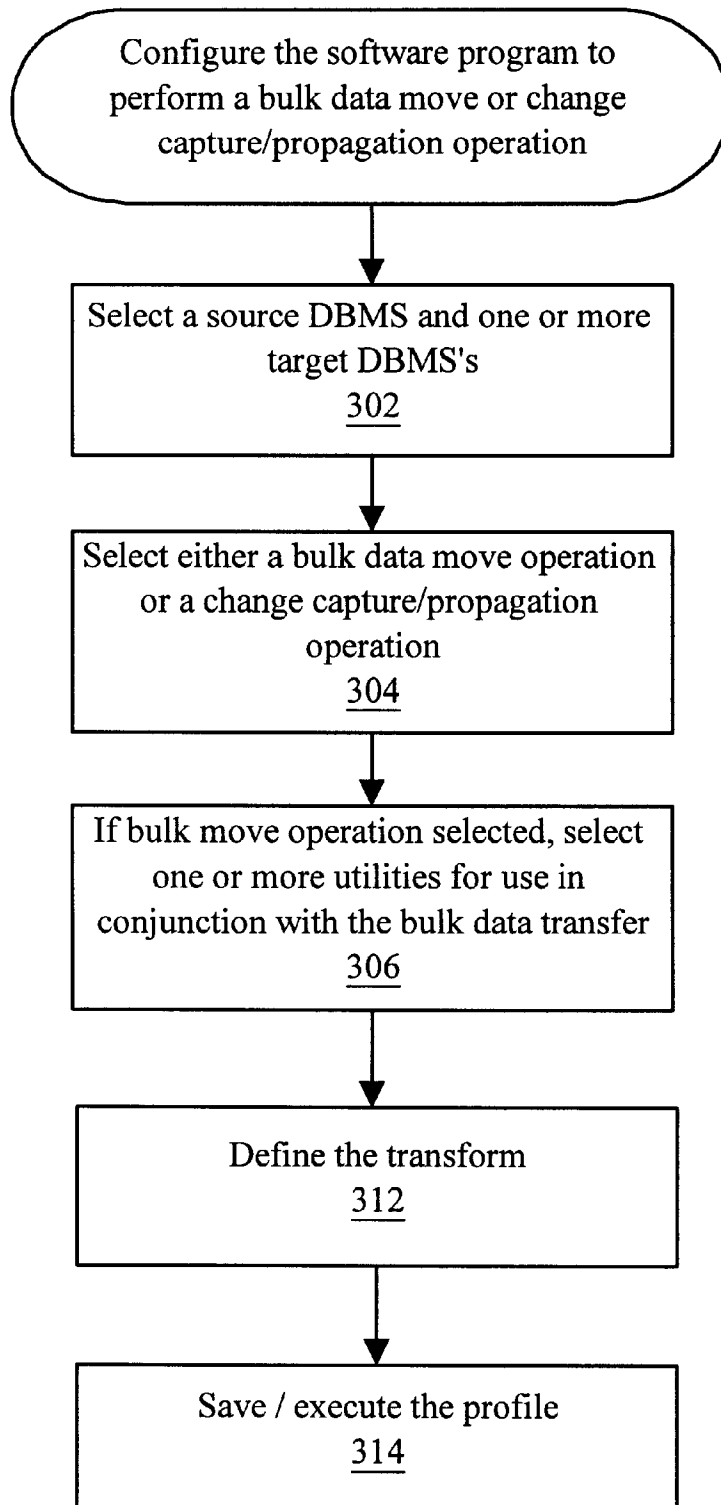 Configure the software program to
perform a bulk data move or change
capture/propagation operation
Select a source DBMS and one or more
target DBMS's
302
Select either a bulk data move operation
or a change capture/propagation
operation
304
If bulk move operation selected, select
one or more utilities for use in
conjunction with the bulk data transfer
306
Define the transform
312
Save / execute the profile
314